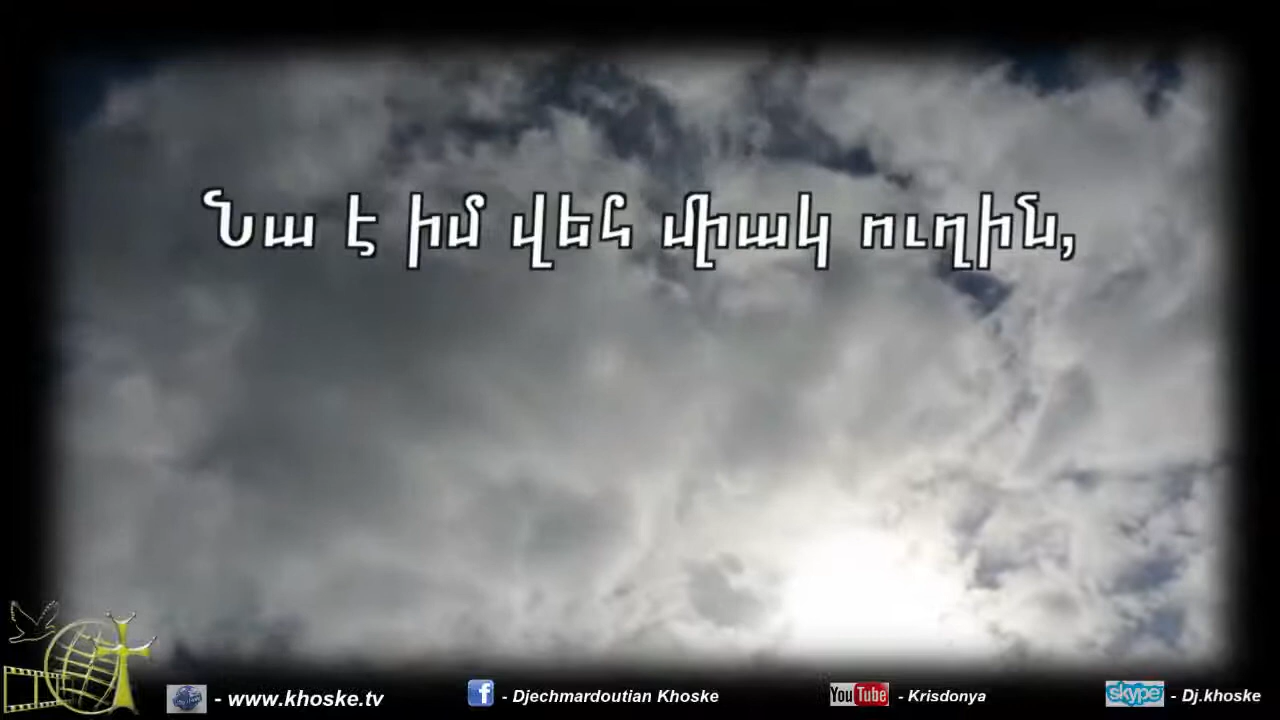 Նա է իմ վեհ միակ ուղին,
- www.khoske.tv
- Djechmardoutian Khoske
YouTube - Krisdonya
skype - Dj.khoske